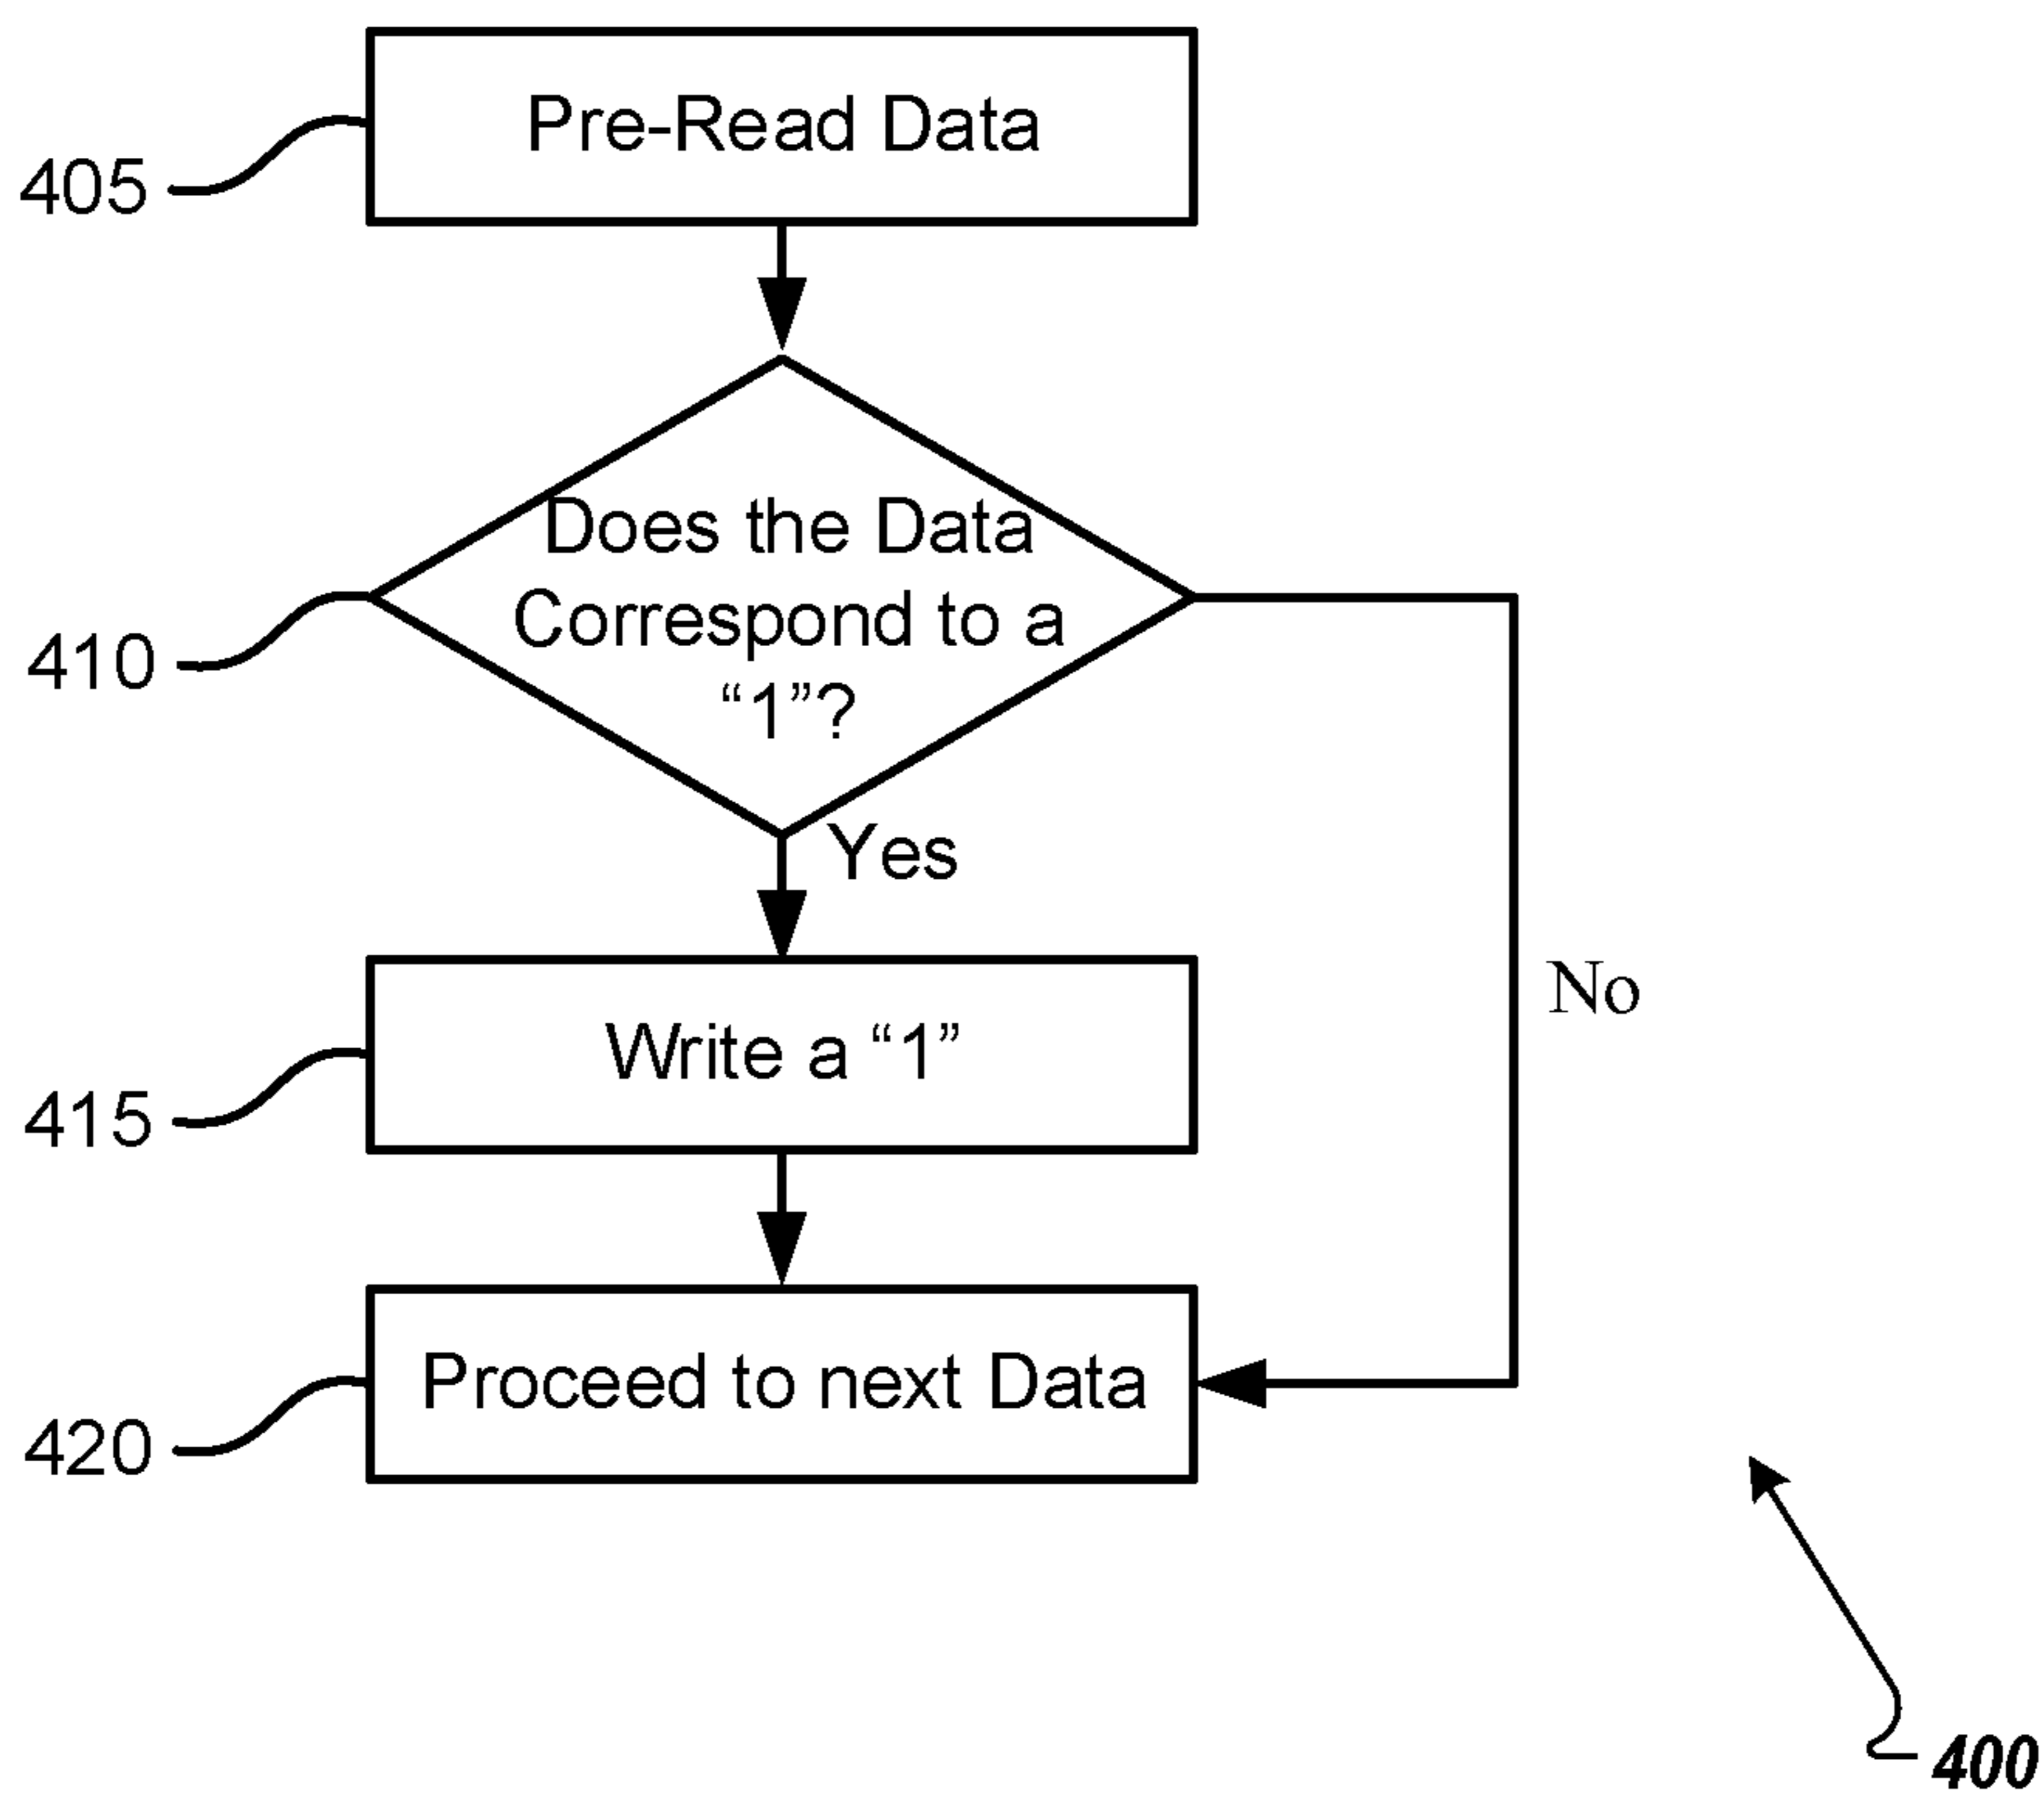 Pre-Read Data
405
Does the Data
Correspond to a
“1”?
410
Yes
No
Write a “1”
415
Proceed to next Data
420
400